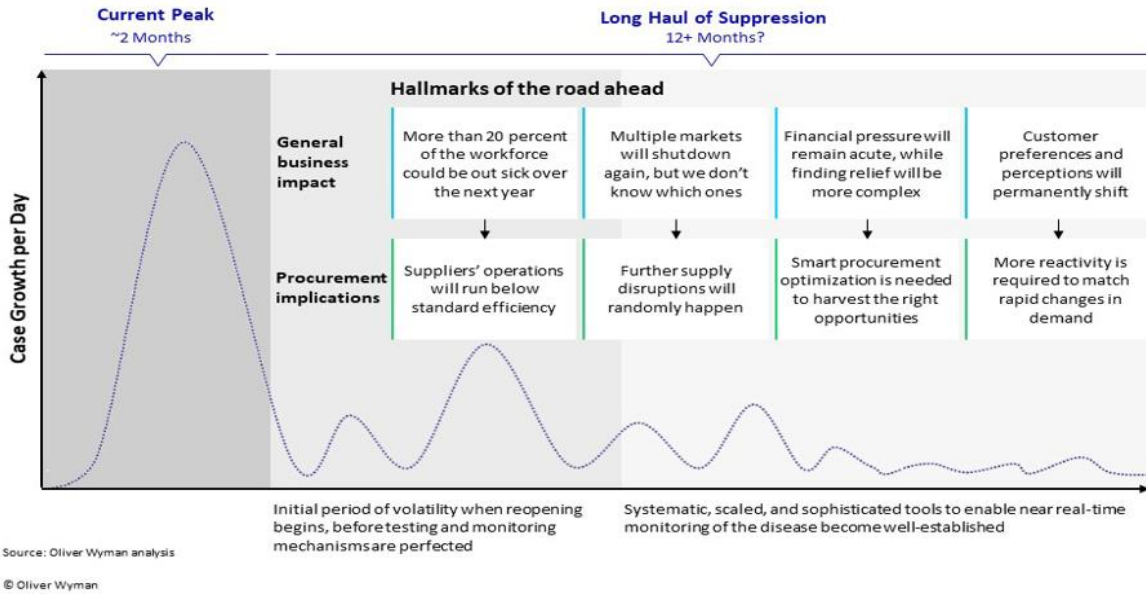 Current Peak
~2 Months
Long Haul of Suppression
12+ Months?
Case Growth per Day
Hallmarks of the road ahead
General
business
impact
More than 20 percent
of the workforce
could be out sick over
the next year
Multiple markets
will shut down
again, but we don't
know which ones
Financial pressure will
remain acute, while
finding relief will be
more complex
Customer
preferences and
perceptions will
permanently shift
Procurement
implications
Suppliers' operations
will run below
standard efficiency
Further supply
disruptions will
randomly happen
Smart procurement
optimization is needed
to harvest the right
opportunities
More reactivity is
required to match
rapid changes in
demand
Initial period of volatility when reopening
begins, before testing and monitoring
mechanisms are perfected
Systematic, scaled, and sophisticated tools to enable near real-time
monitoring of the disease become well-established
Source: Oliver Wyman analysis
© Oliver Wyman